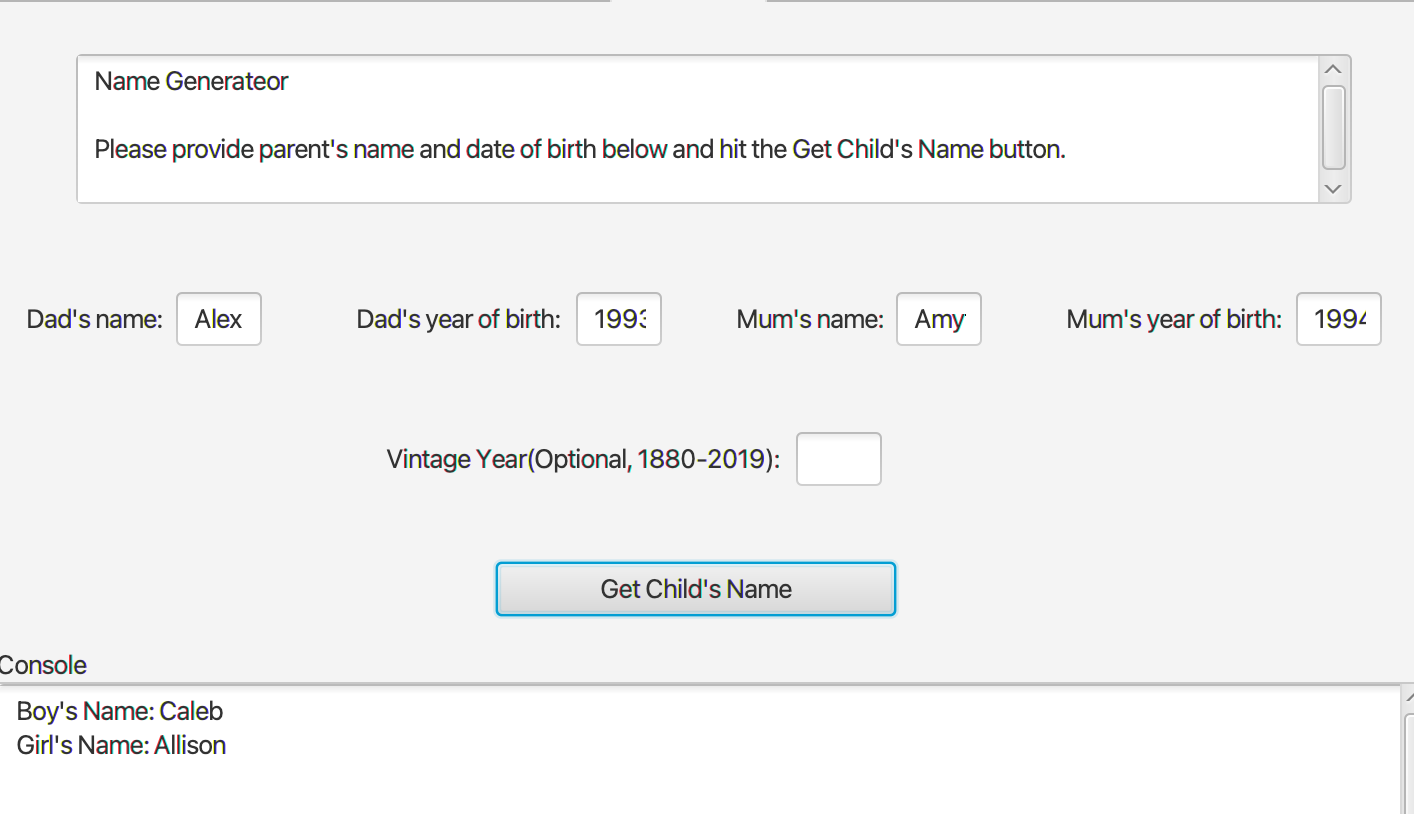 Name Generateor
Please provide parent's name and date of birth below and hit the Get Child's Name button.
Dad's name: Alex Dad's year of birth: 1993 Mum's name: Amy Mum's year of birth: 1994
Vintage Year(Optional, 1880-2019):
Get Child's Name
Console
Boy's Name: Caleb
Girl's Name: Allison